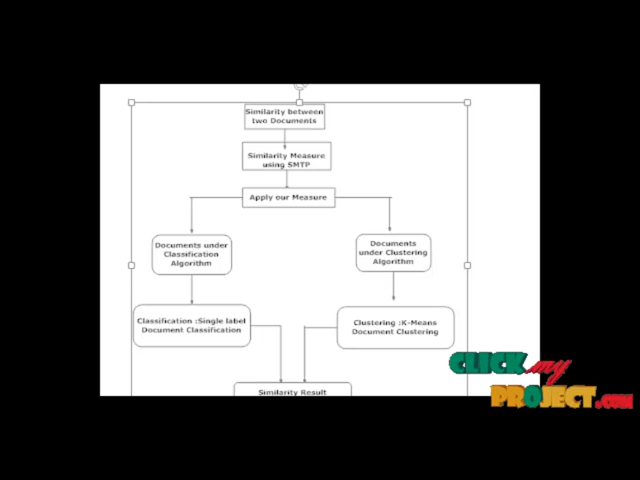 Similarity between
two Documents
Similarity Measure
using SMTP
Apply our Measure
Documents under
Classification
Algorithm
Documents
under Clustering
Algorithm
Classification :Single label
Document Classification
Clustering :K-Means
Document Clustering
Similarity Result
CLICK my
PROJECT.com